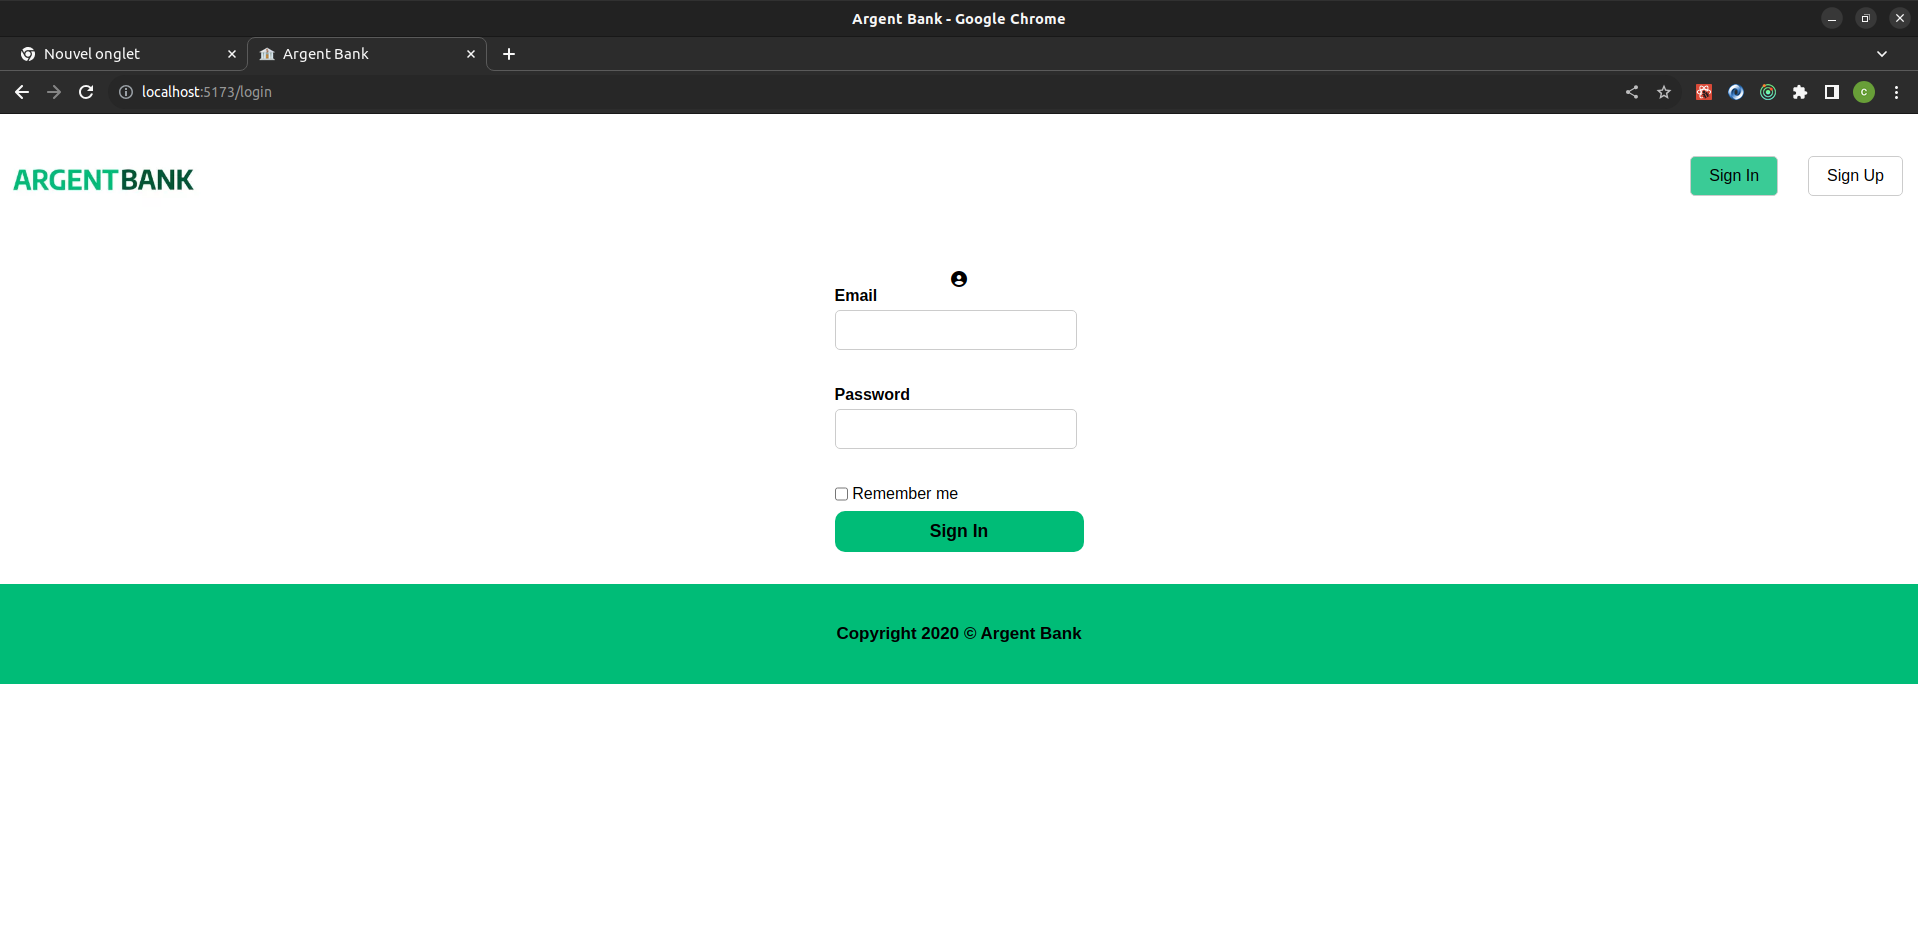 Argent Bank - Google Chrome
Nouvel onglet
Argent Bank
localhost:5173/login
c
ARGENTBANK
Sign In
Sign Up
Email
Password
Remember me
Sign In
Copyright 2020 © Argent Bank